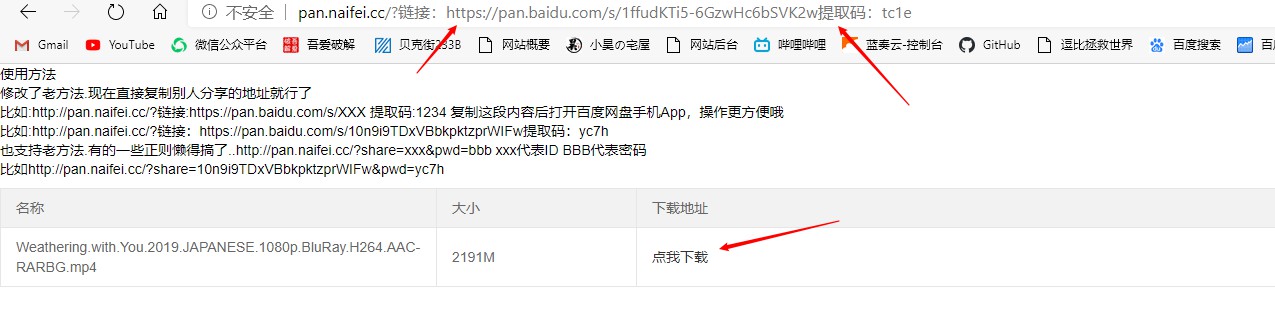 不安全 pan.naifei.cc/?链接：https://pan.baidu.com/s/1ffudKTi5-6GzwHc6bSVK2w提取码：tc1e
Gmail YouTube 微信公众平台 吾爱破解 贝克街233B 网站概要 小昊の宅屋 网站后台 哔哩哔哩 蓝奏云-控制台 GitHub 逗比拯救世界 百度搜索 百
使用方法
修改了老方法.现在直接复制别人分享的地址就行了
比如:http://pan.naifei.cc/?链接:https://pan.baidu.com/s/XXX 提取码:1234 复制这段内容后打开百度网盘手机App，操作更方便哦
比如:http://pan.naifei.cc/?链接：https://pan.baidu.com/s/10n9i9TDxVBbkpktzprWIFw提取码：yc7h
也支持老方法.有的一些正则懒得搞了..http://pan.naifei.cc/?share=xxx&pwd=bbb xxx代表ID BBB代表密码
比如http://pan.naifei.cc/?share=10n9i9TDxVBbkpktzprWIFw&pwd=yc7h
名称 大小 下载地址
Weathering.with.You.2019.JAPANESE.1080p.BluRay.H264.AAC-
RARBG.mp4
2191M
点我下载